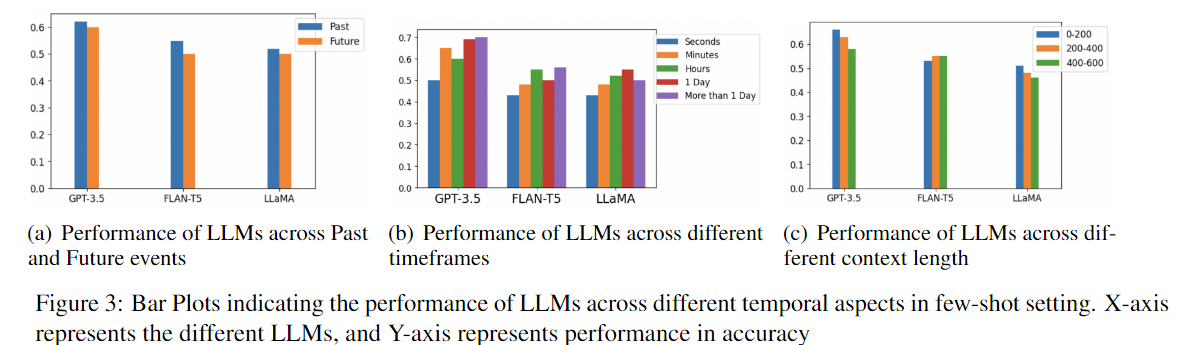 0.6
0.5
0.4
0.3
0.2
0.1
0.0
GPT-3.5 FLAN-T5 LLaMA
Past
Future
0.7
0.6
0.5
0.4
0.3
0.2
0.1
0.0
GPT-3.5 FLAN-T5 LLaMA
Seconds
Minutes
Hours
1 Day
More than 1 Day
0.6
0.5
0.4
0.3
0.2
0.1
0.0
GPT-3.5 FLAN-T5 LLaMA
0-200
200-400
400-600
(a) Performance of LLMs across Past
and Future events
(b) Performance of LLMs across different
timeframes
(c) Performance of LLMs across dif-
ferent context length
Figure 3: Bar Plots indicating the performance of LLMs across different temporal aspects in few-shot setting. X-axis
represents the different LLMs, and Y-axis represents performance in accuracy